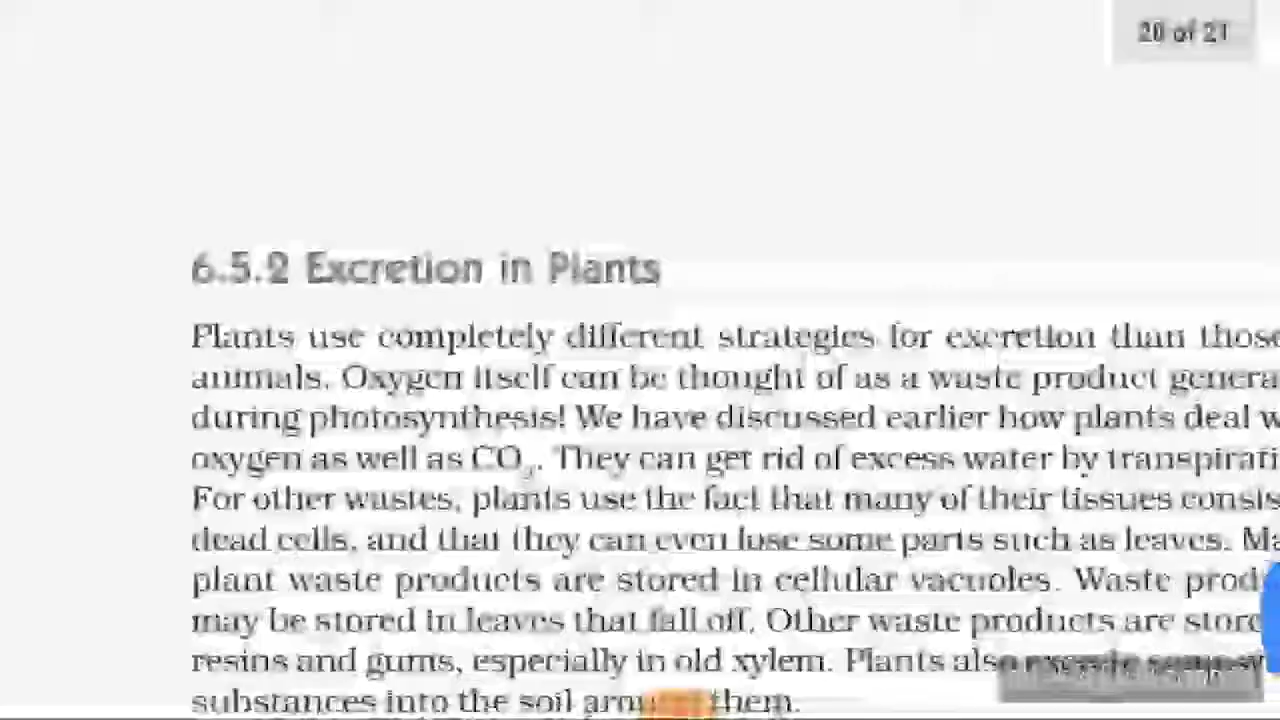 20 of 21
6.5.2 Excretion in Plants
Plants use completely different strategies for excretion than those
animals. Oxygen itself can be thought of as a waste product genera
during photosynthesis! We have discussed earlier how plants deal w
oxygen as well as CO₂. They can get rid of excess water by transpirati
For other wastes, plants use the fact that many of their tissues consis
dead cells, and that they can even lose some parts such as leaves. Ma
plant waste products are stored in cellular vacuoles. Waste prod
may be stored in leaves that fall off. Other waste products are store
resins and gums, especially in old xylem. Plants also
substances into the soil around them.